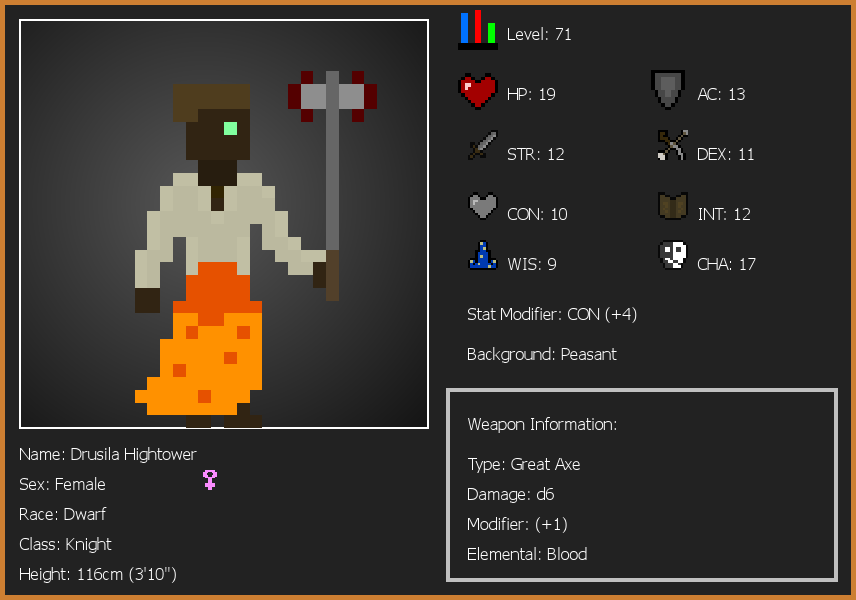 Level: 71
HP: 19
AC: 13
STR: 12
DEX: 11
CON: 10
INT: 12
WIS: 9
CHA: 17
Stat Modifier: CON (+4)
Background: Peasant
Weapon Information:
Type: Great Axe
Damage: d6
Modifier: (+1)
Elemental: Blood
Name: Drusila Hightower
Sex: Female
Race: Dwarf
Class: Knight
Height: 116cm (3'10")